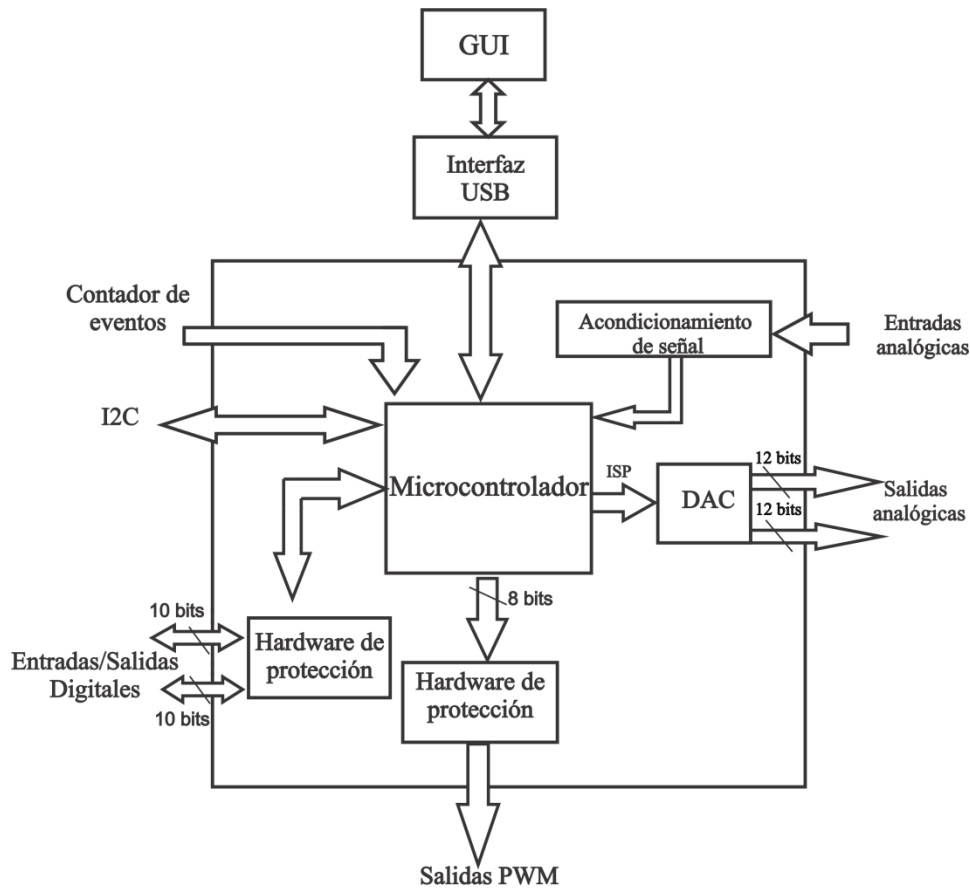 GUI
Interfaz
USB
Contador de
eventos
Acondicionamiento
de señal
Entradas
analógicas
I2C
Microcontrolador
ISP
DAC
12 bits
12 bits
Salidas
analógicas
8 bits
10 bits
Entradas/Salidas
Digitales
10 bits
Hardware de
protección
Hardware de
protección
Salidas PWM